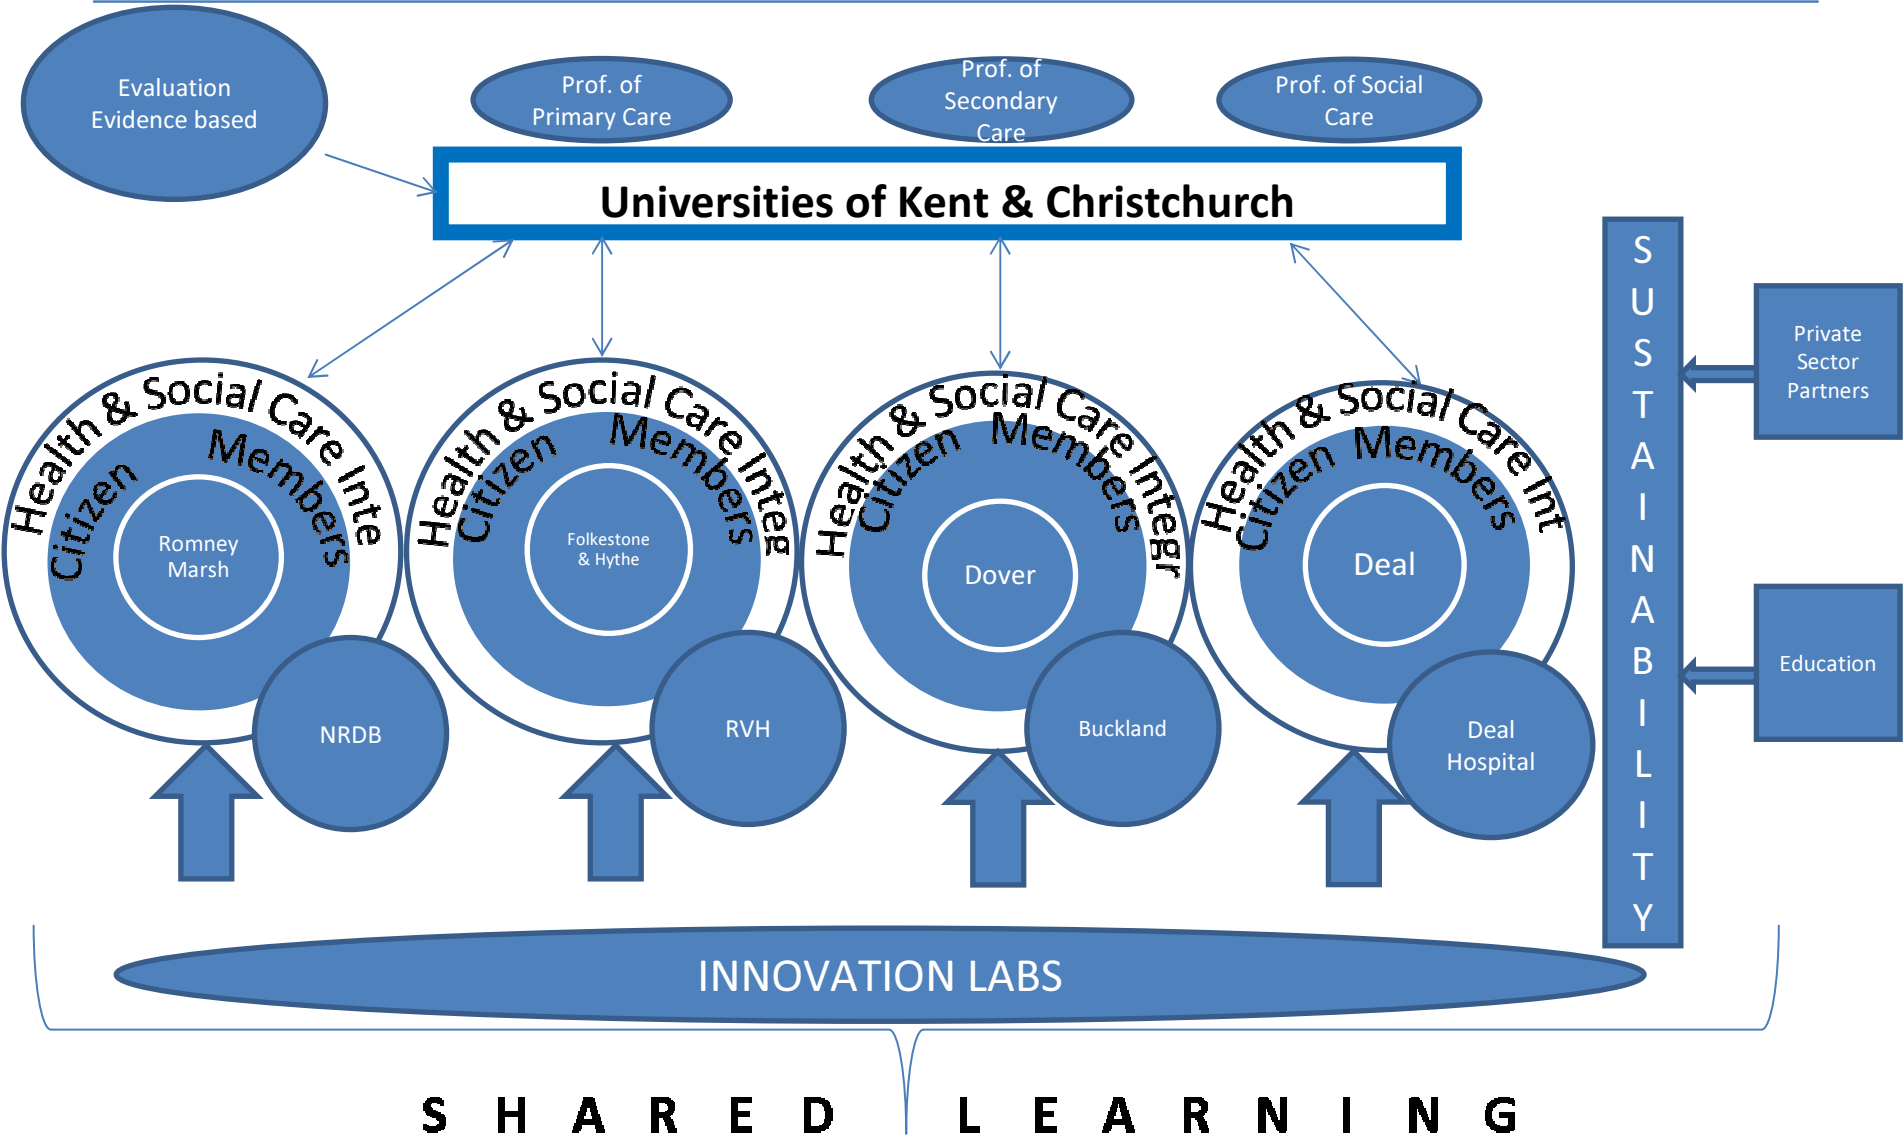 Evaluation
Evidence based
Prof. of
Primary Care
Prof. of
Secondary
Care
Prof. of Social
Care
Universities of Kent & Christchurch
Health & Social Care Inte
Citizen Members
Romney
Marsh
NRDB
Health & Social Care Integ
Citizen Members
Folkestone
& Hythe
RVH
Health & Social Care Integr
Citizen Members
Dover
Buckland
Health & Social Care Int
Citizen Members
Deal
Deal
Hospital
SUSTAINABILITY
Private
Sector
Partners
Education
INNOVATION LABS
SHARED LEARNING